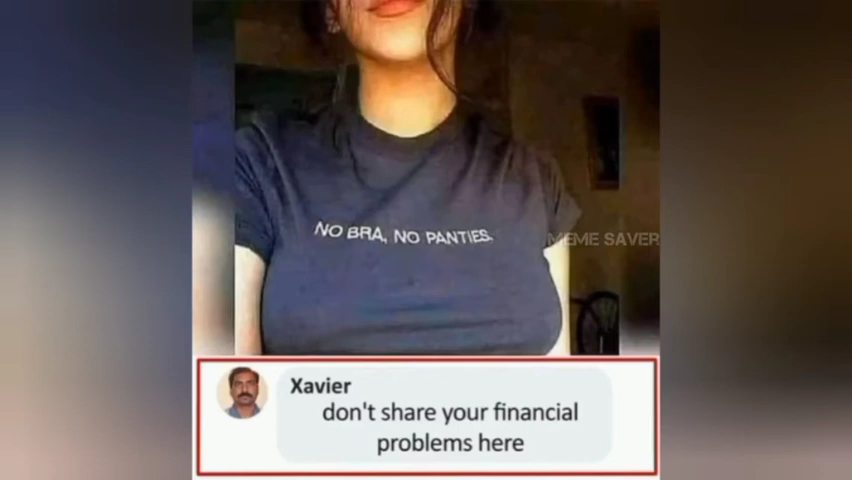 NO BRA, NO PANTIES.
MEME SAVER
Xavier
don't share your financial
problems here